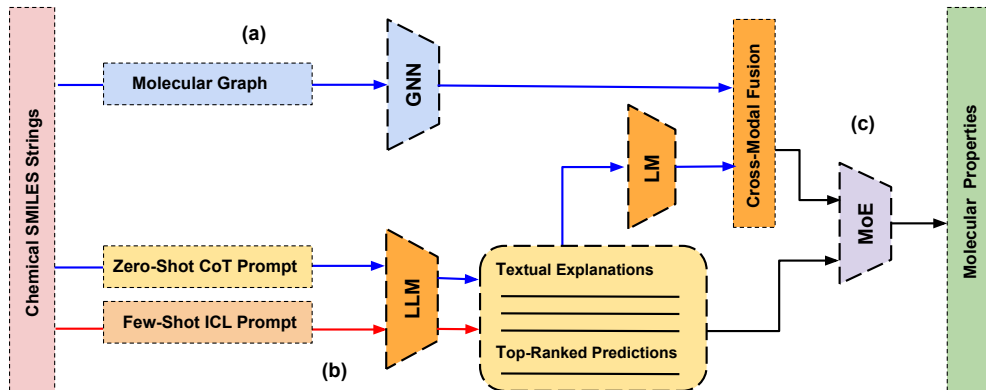 Chemical SMILES Strings
(a)
Molecular Graph
GNN
Cross-Modal Fusion
LM
(c)
MoE
Molecular Properties
Zero-Shot CoT Prompt
Few-Shot ICL Prompt
LLM
Textual Explanations
Top-Ranked Predictions
(b)